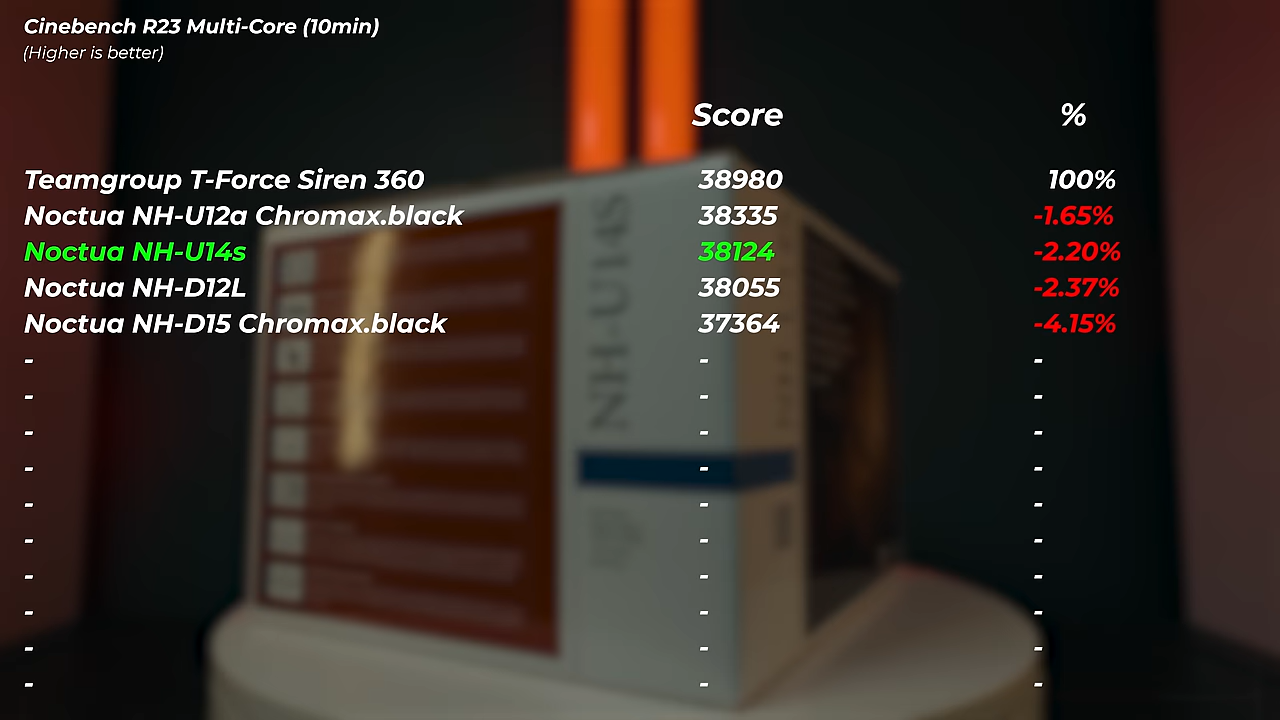 Cinebench R23 Multi-Core (10min)
(Higher is better)
Score %
Teamgroup T-Force Siren 360 38980 100%
Noctua NH-U12a Chromax.black 38335 -1.65%
Noctua NH-U14s 38124 -2.20%
Noctua NH-D12L 38055 -2.37%
Noctua NH-D15 Chromax.black 37364 -4.15%
- - -
- - -
- - -
- - -
- - -
- - -
- - -
- - -
- - -
- - -
NH-U14S